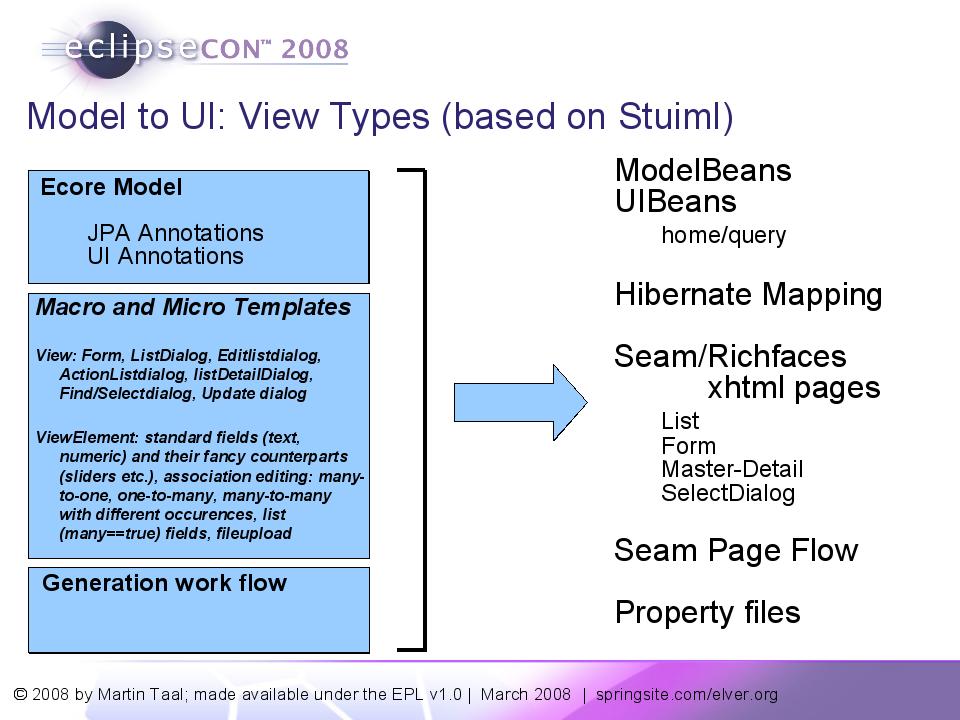 eclipseCON™ 2008
Model to UI: View Types (based on Stuiml)
Ecore Model
JPA Annotations
UI Annotations
Macro and Micro Templates
View: Form, ListDialog, Editlistdialog,
ActionListdialog, listDetailDialog,
Find/Selectdialog, Update dialog
ViewElement: standard fields (text,
numeric) and their fancy counterparts
(sliders etc.), association editing: many-
to-one, one-to-many, many-to-many
with different occurences, list
(many==true) fields, fileupload
Generation work flow
ModelBeans
UIBeans
home/query
Hibernate Mapping
Seam/Richfaces
xhtml pages
List
Form
Master-Detail
SelectDialog
Seam Page Flow
Property files
© 2008 by Martin Taal; made available under the EPL v1.0 | March 2008 | springsite.com/elver.org